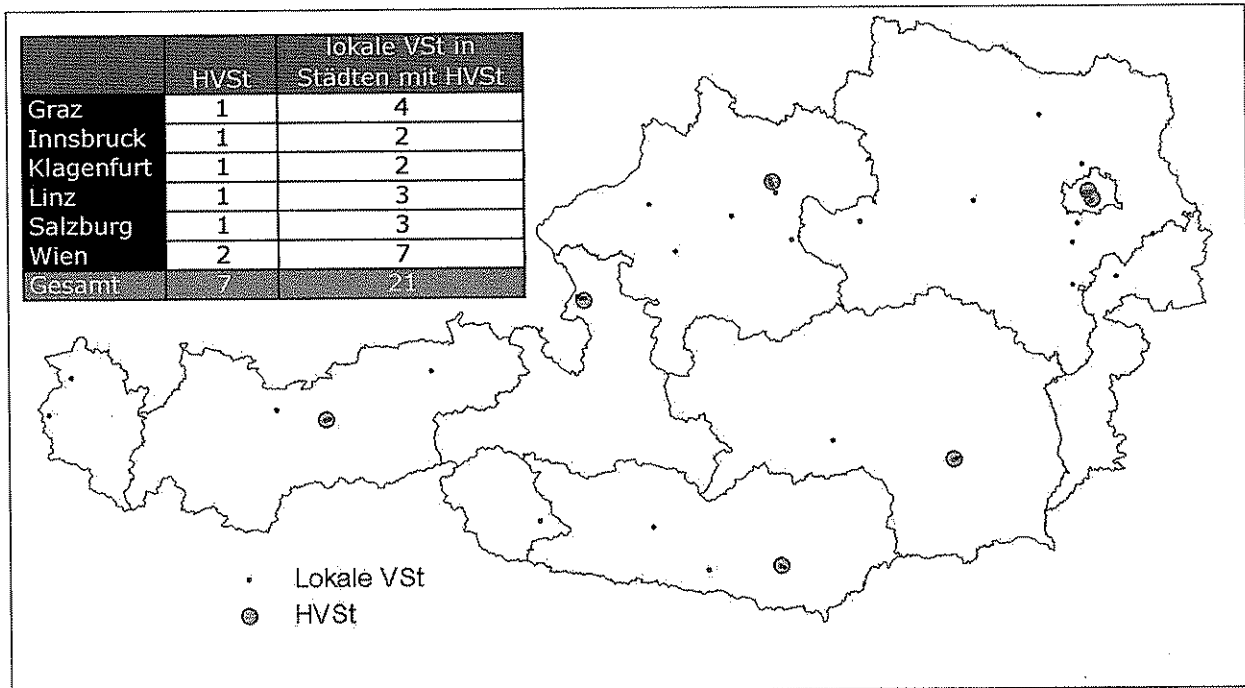 lokale VSt in
HVSt Städten mit HVSt
Graz 1 4
Innsbruck 1 2
Klagenfurt 1 2
Linz 1 3
Salzburg 1 3
Wien 2 7
Gesamt 7 21
Lokale VSt
HVSt